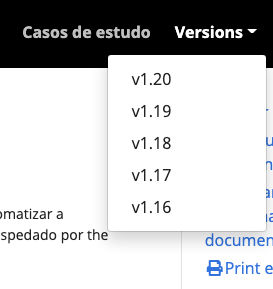 Casos de estudo
Versions
v1.20
v1.19
v1.18
v1.17
v1.16
omatizar a
spedado por the
documen
Print e